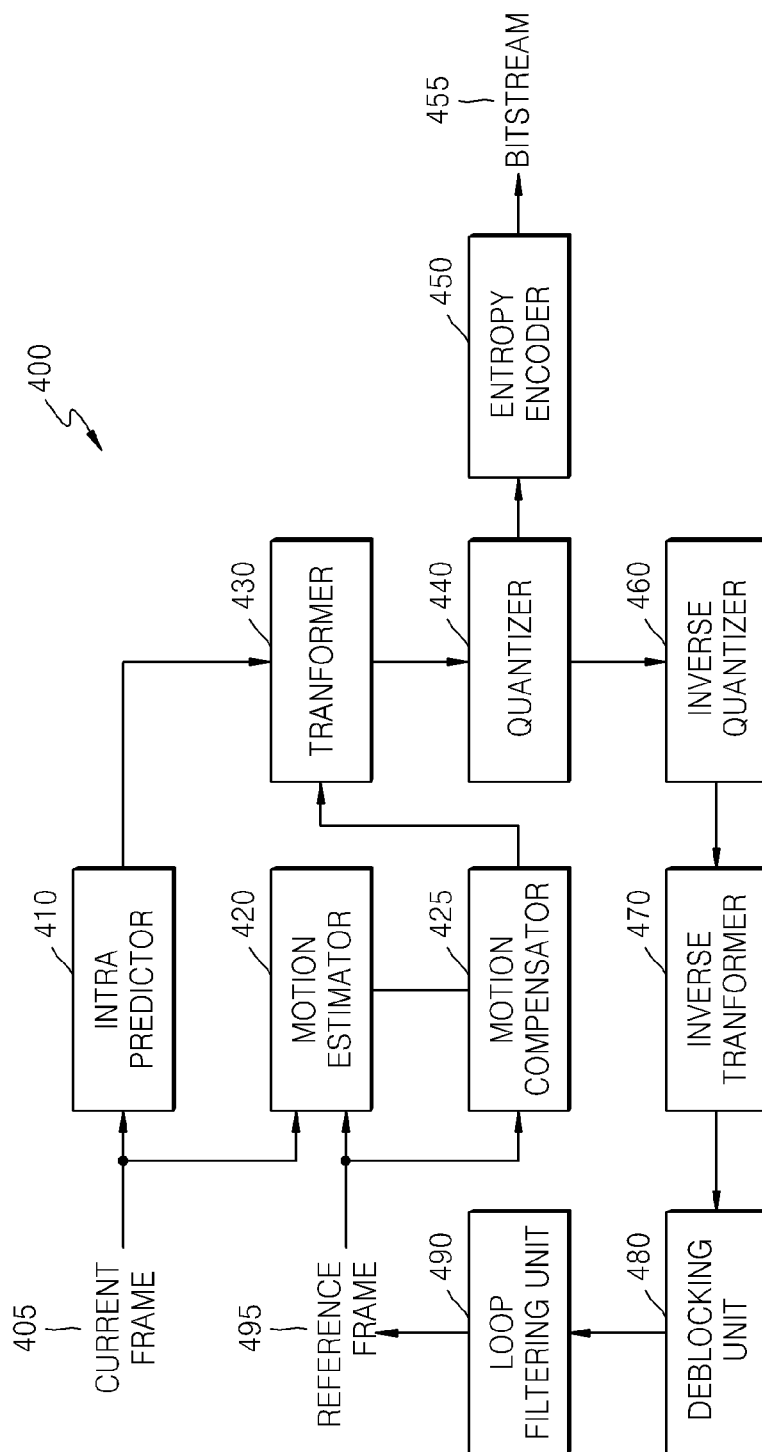 400
405
CURRENT
FRAME
410
INTRA
PREDICTOR
495
REFERENCE
FRAME
420
MOTION
ESTIMATOR
430
TRANFORMER
425
MOTION
COMPENSATOR
440
QUANTIZER
450
ENTROPY
ENCODER
455
BITSTREAM
490
LOOP
FILTERING UNIT
480
DEBLOCKING
UNIT
470
INVERSE
TRANFORMER
460
INVERSE
QUANTIZER